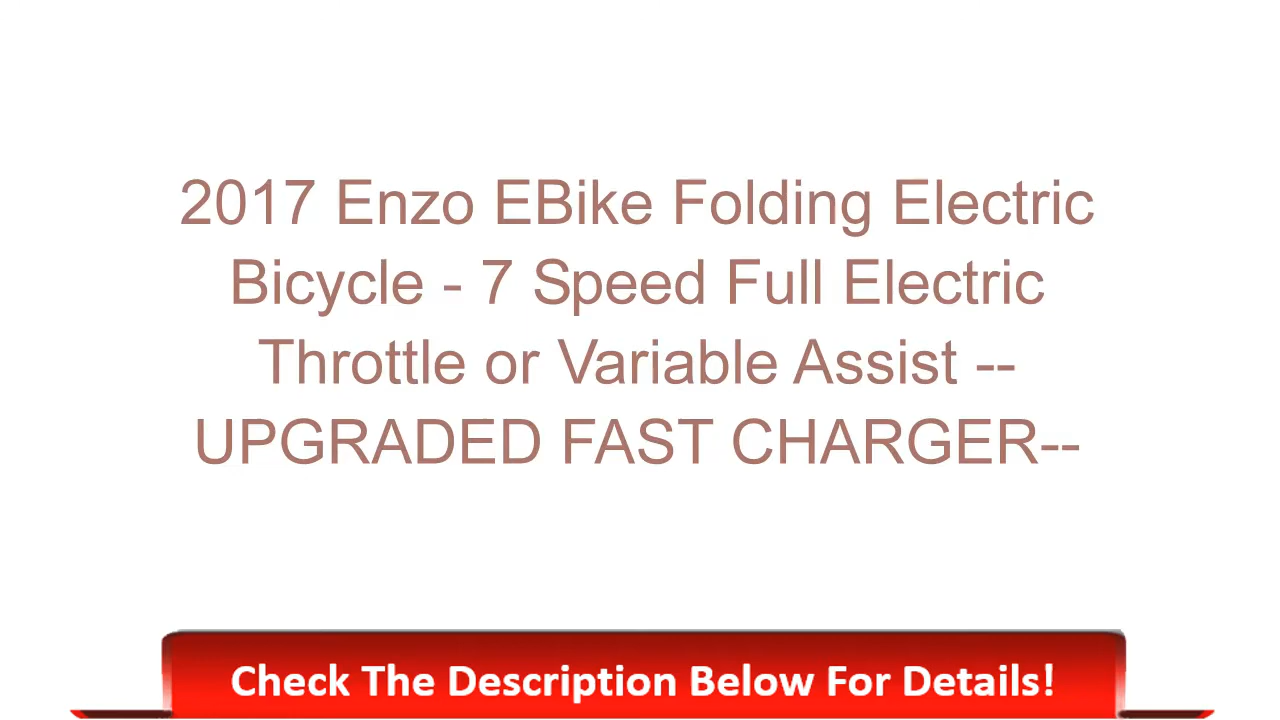 2017 Enzo EBike Folding Electric
Bicycle - 7 Speed Full Electric
Throttle or Variable Assist --
UPGRADED FAST CHARGER--
Check The Description Below For Details!